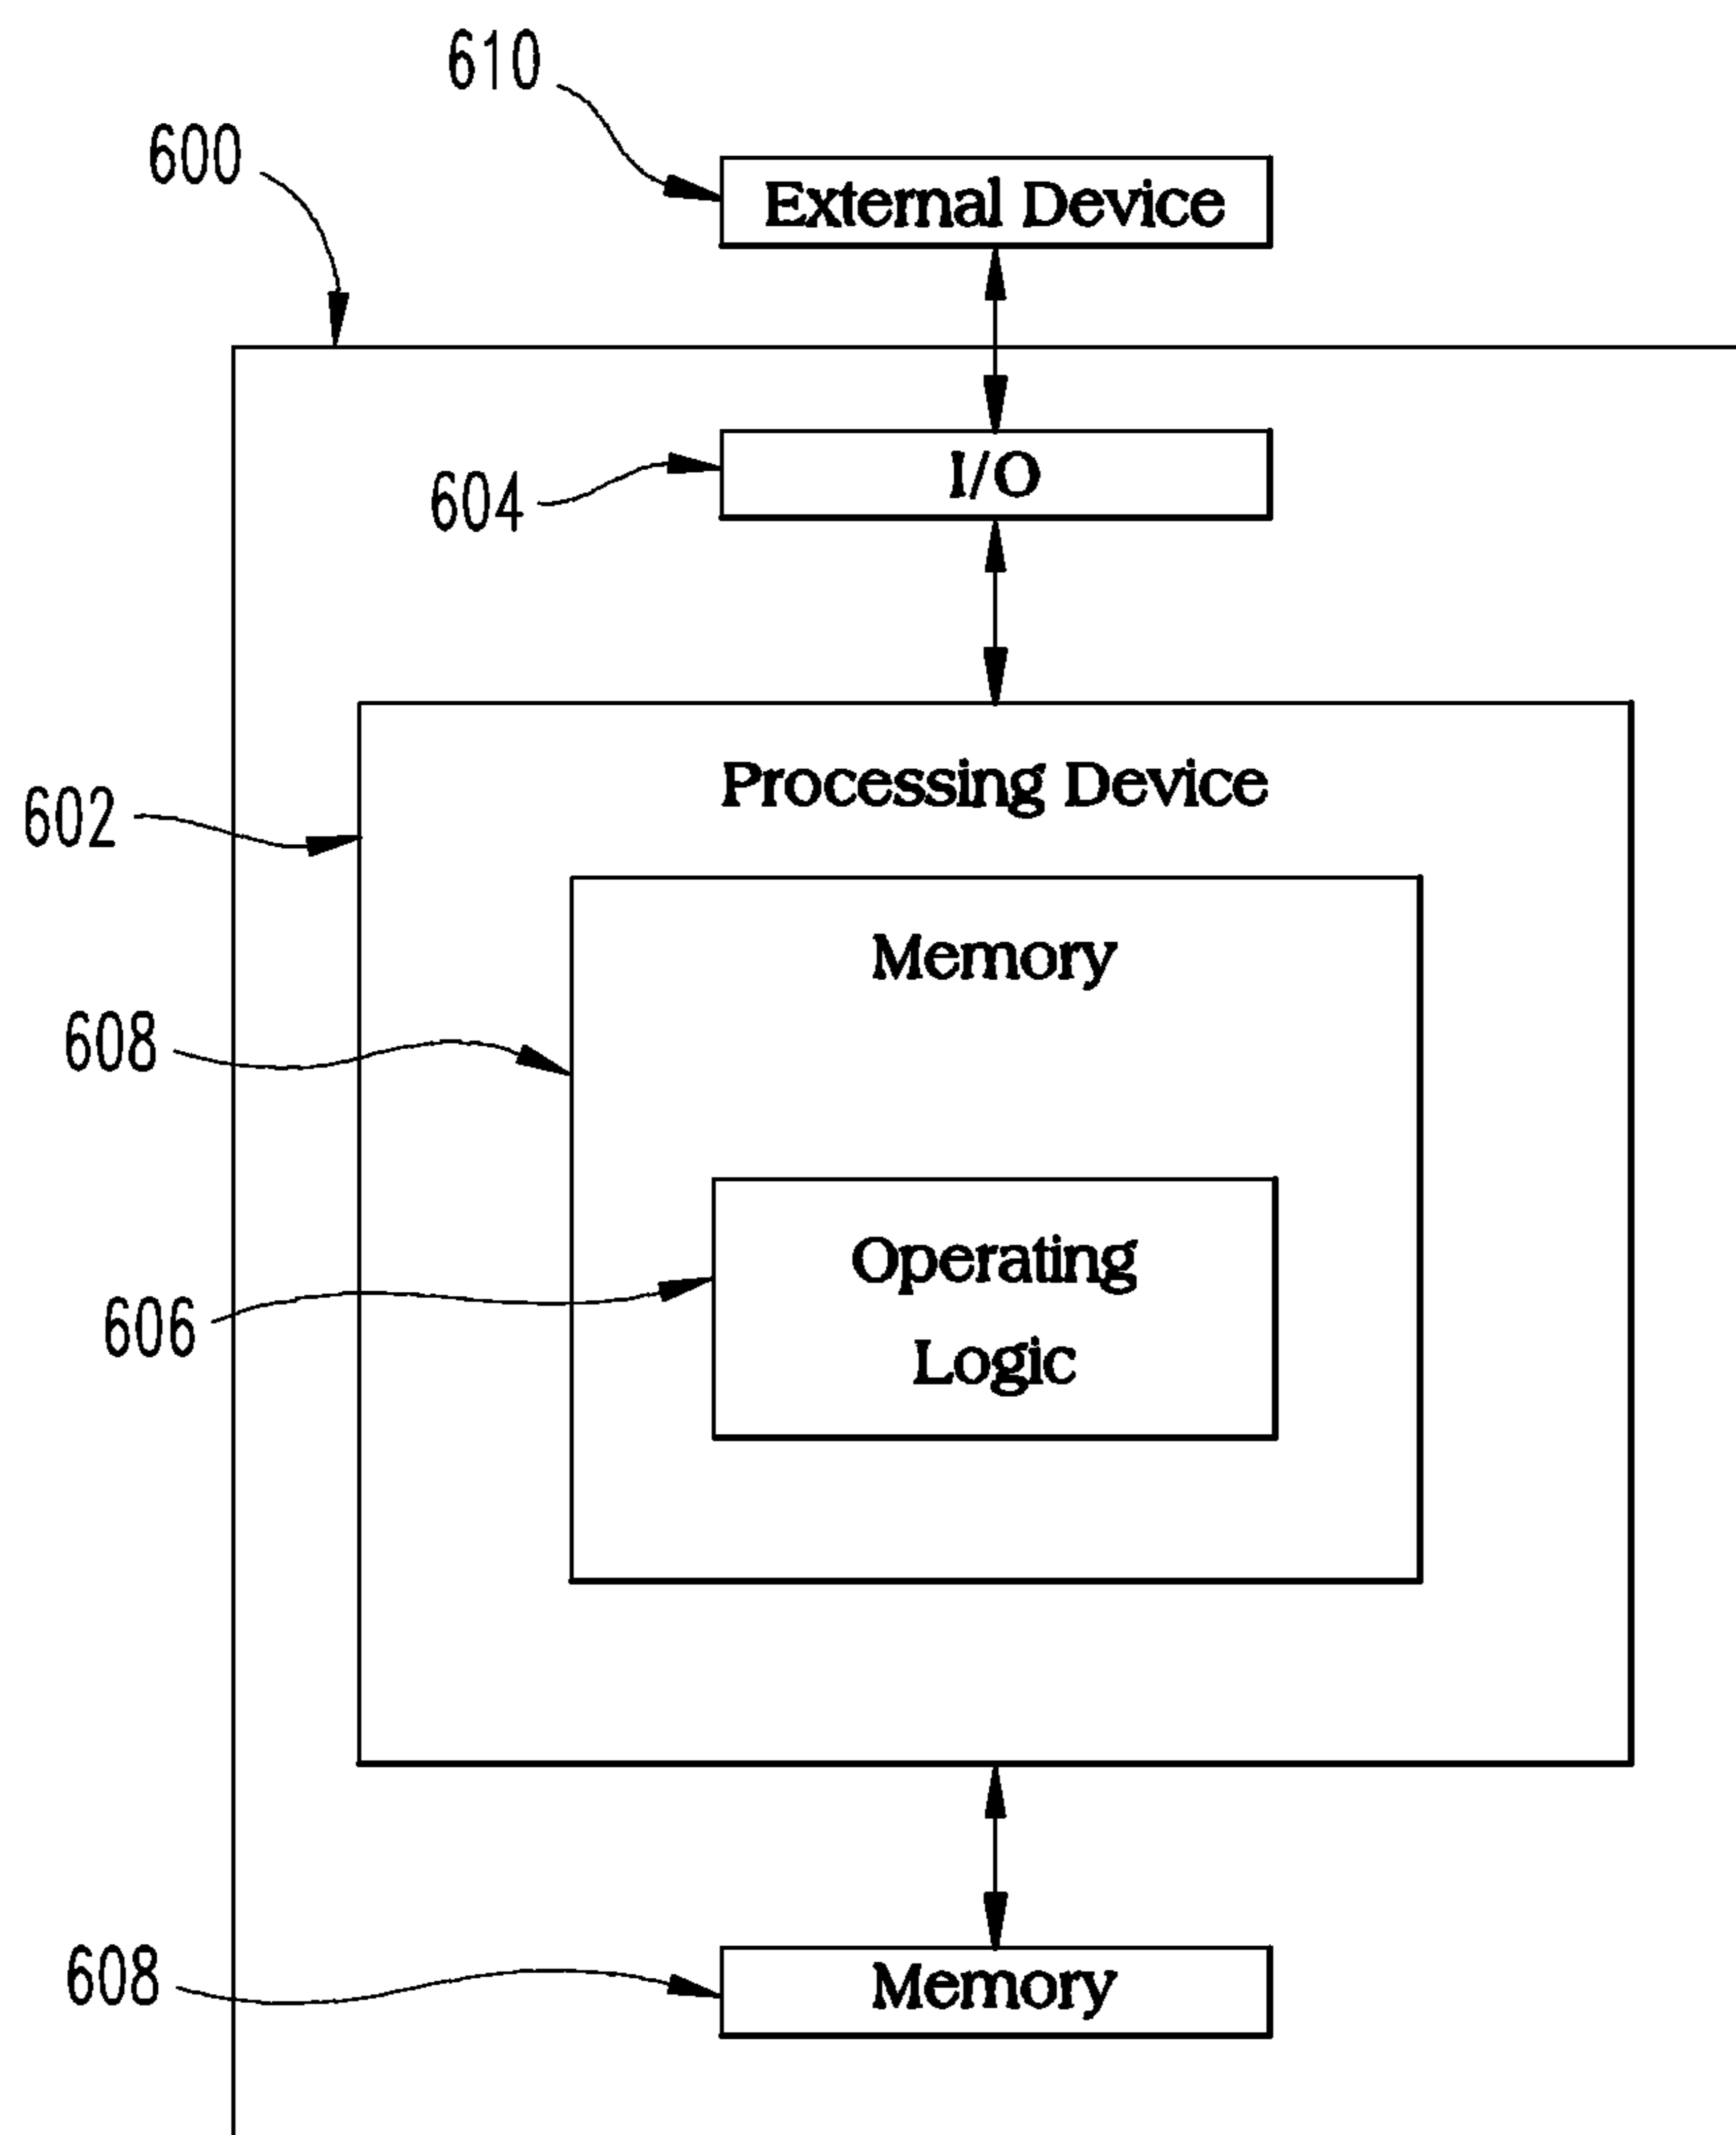 610
600
External Device
I/O
604
Processing Device
602
Memory
608
Operating
Logic
606
608
Memory